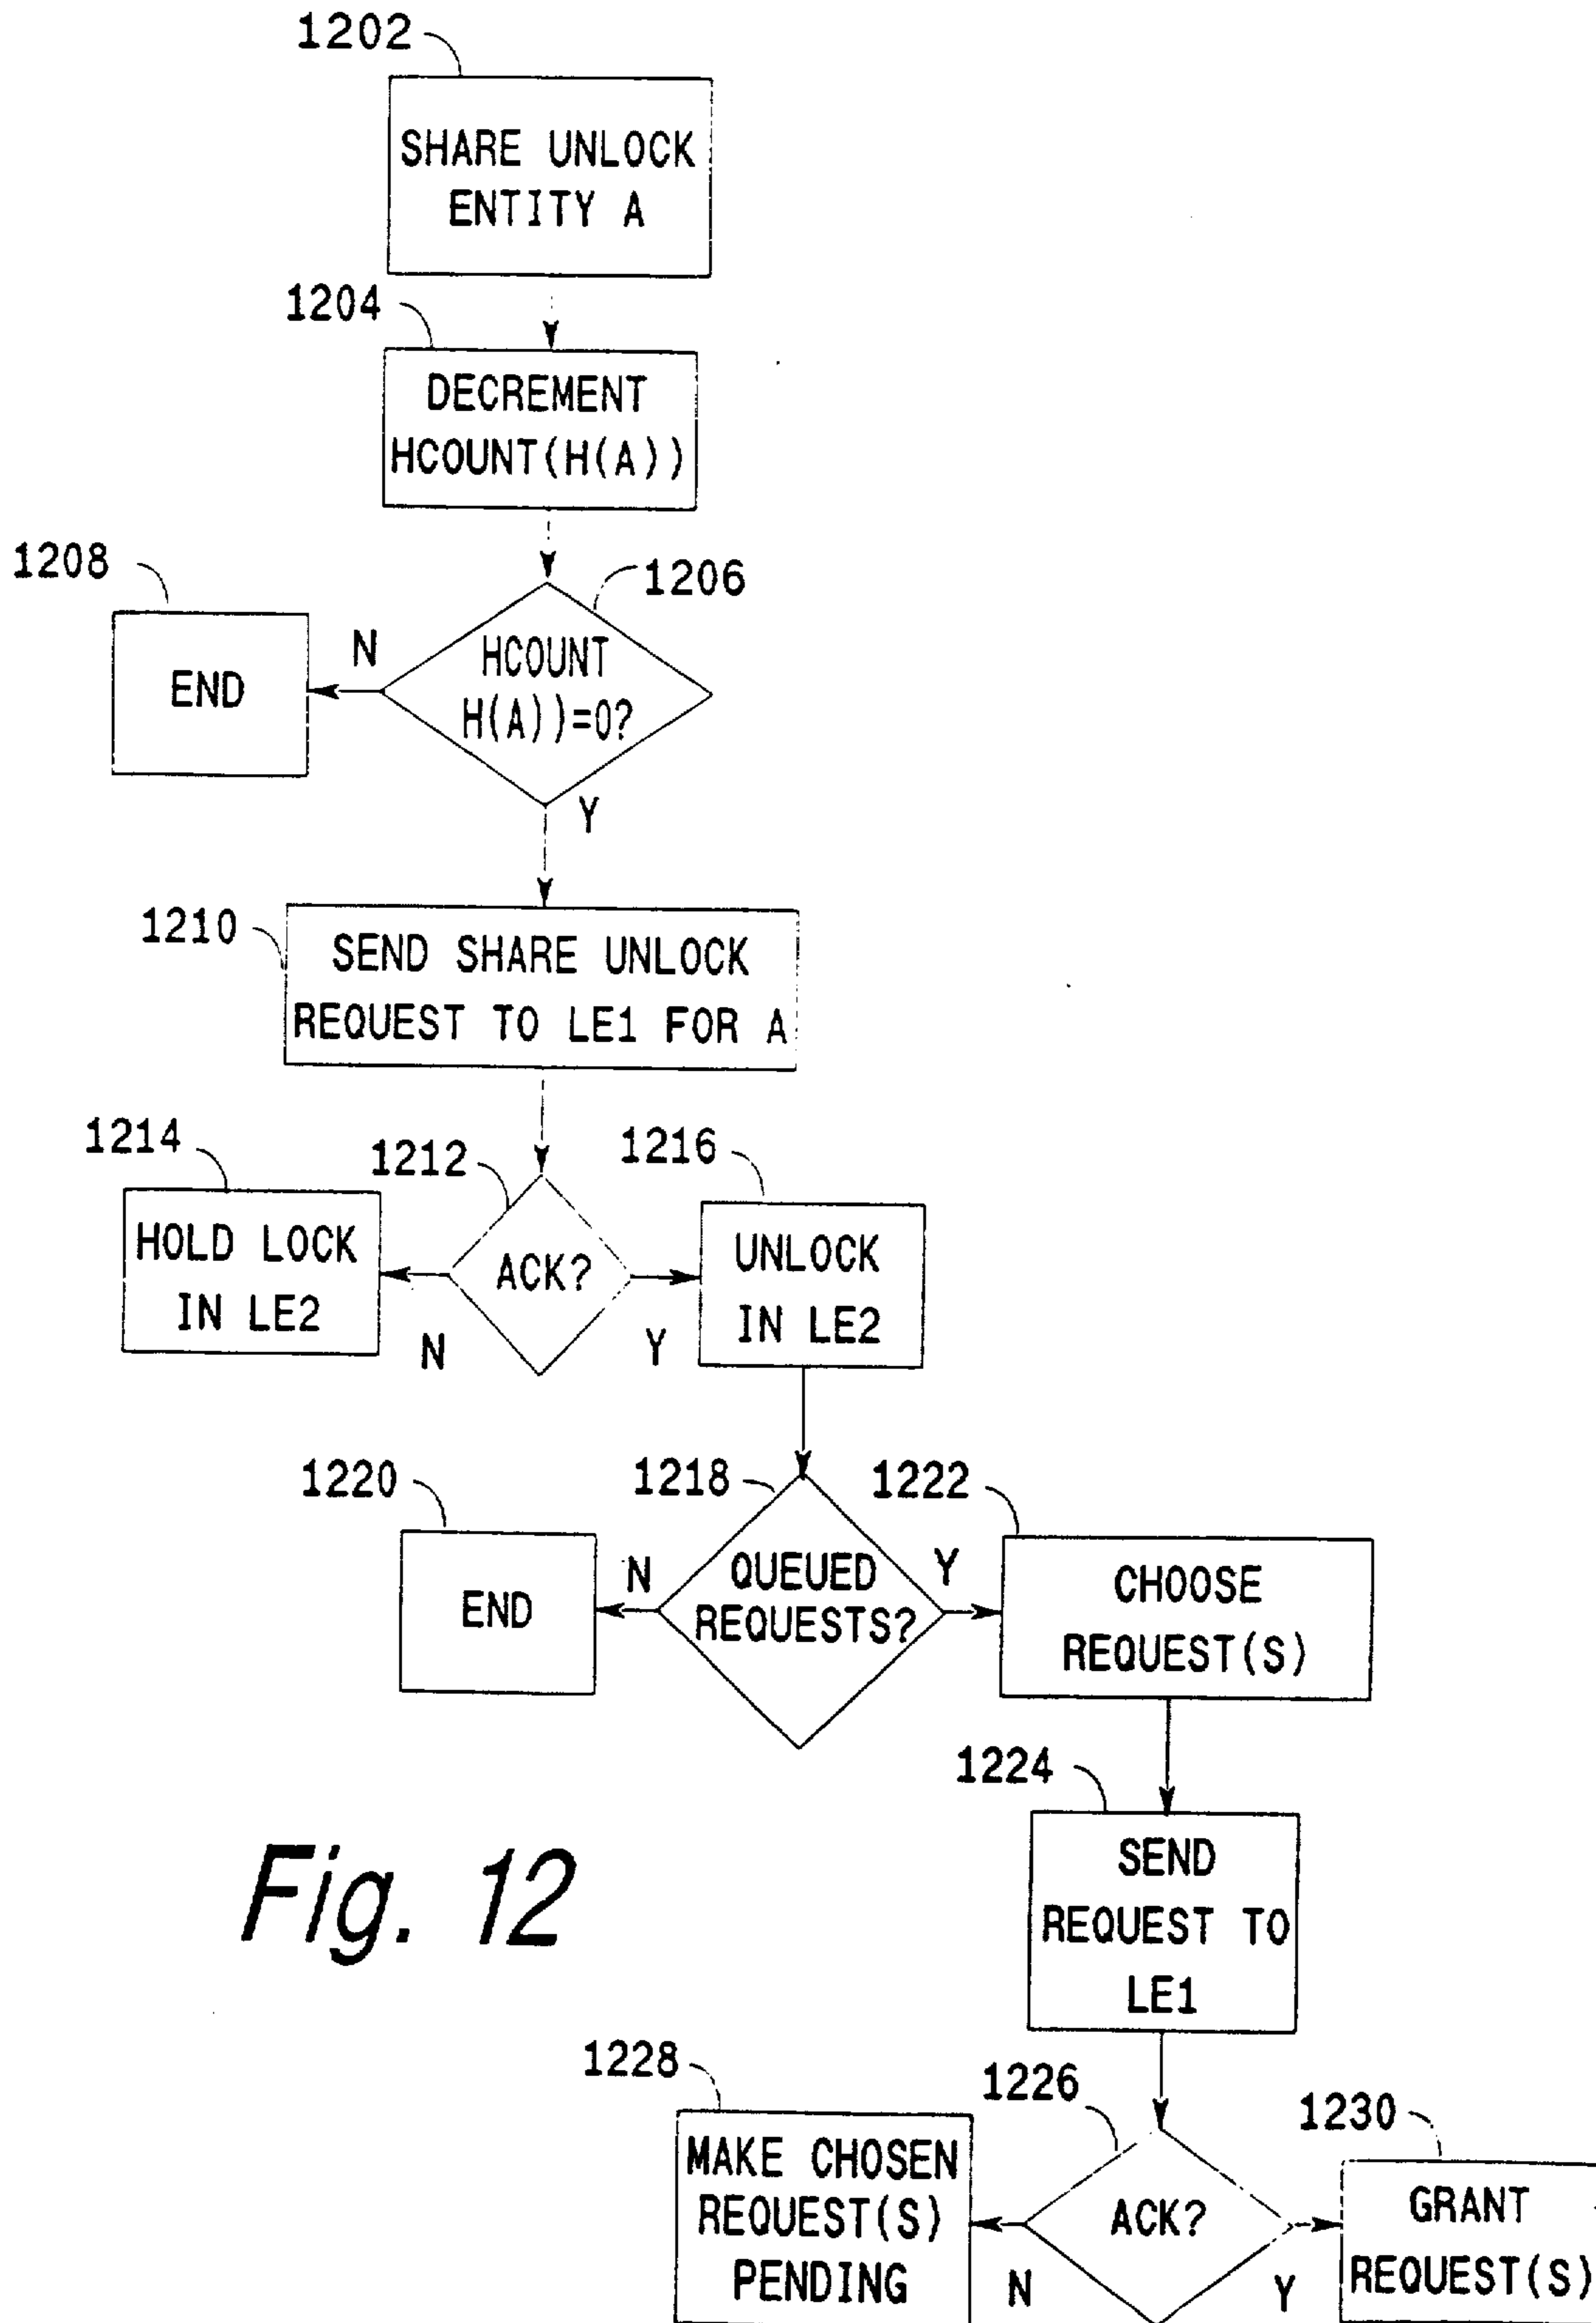 1202
SHARE UNLOCK
ENTITY A
1204
DECREMENT
HCOUNT(H(A))
1208
1206
END
N
HCOUNT
H(A))=0?
Y
1210
SEND SHARE UNLOCK
REQUEST TO LE1 FOR A
1214
1212
1216
HOLD LOCK
IN LE2
N
ACK?
Y
UNLOCK
IN LE2
1220
1218
1222
END
N
QUEUED
REQUESTS?
Y
CHOOSE
REQUEST(S)
1224
SEND
REQUEST TO
LE1
Fig. 12
1228
1226
1230
MAKE CHOSEN
REQUEST(S)
PENDING
N
ACK?
Y
GRANT
REQUEST(S)